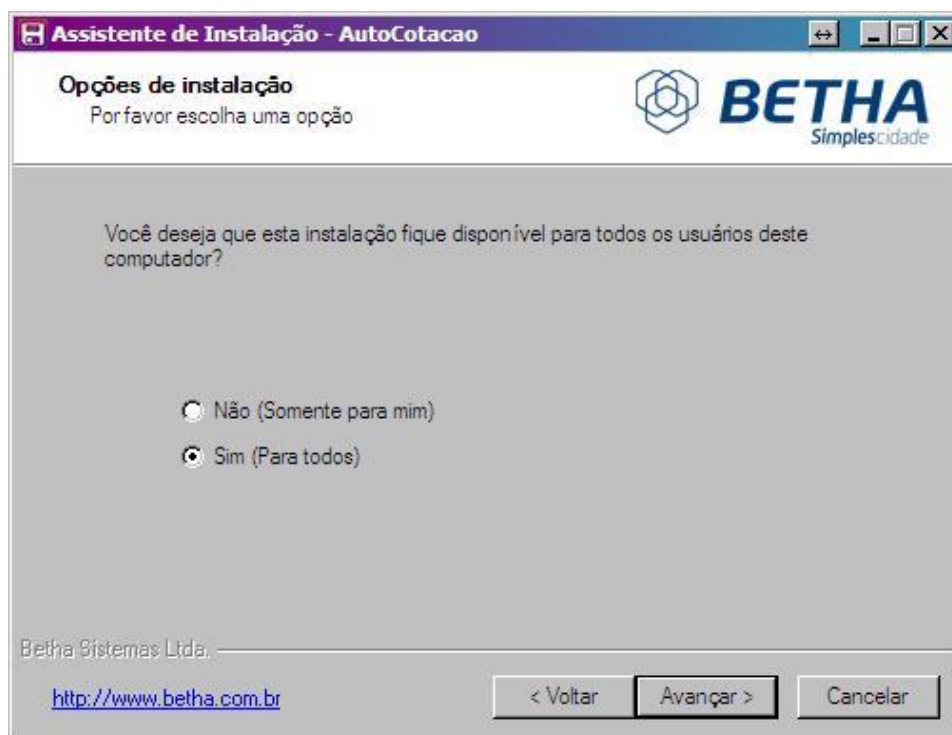 Assistente de Instalação - AutoCotacao
Opções de instalação
Por favor escolha uma opção
BETHA
Simplescidade
Você deseja que esta instalação fique disponível para todos os usuários deste
computador?
Não (Somente para mim)
Sim (Para todos)
Betha Sistemas Ltda.
http://www.betha.com.br
< Voltar
Avançar >
Cancelar